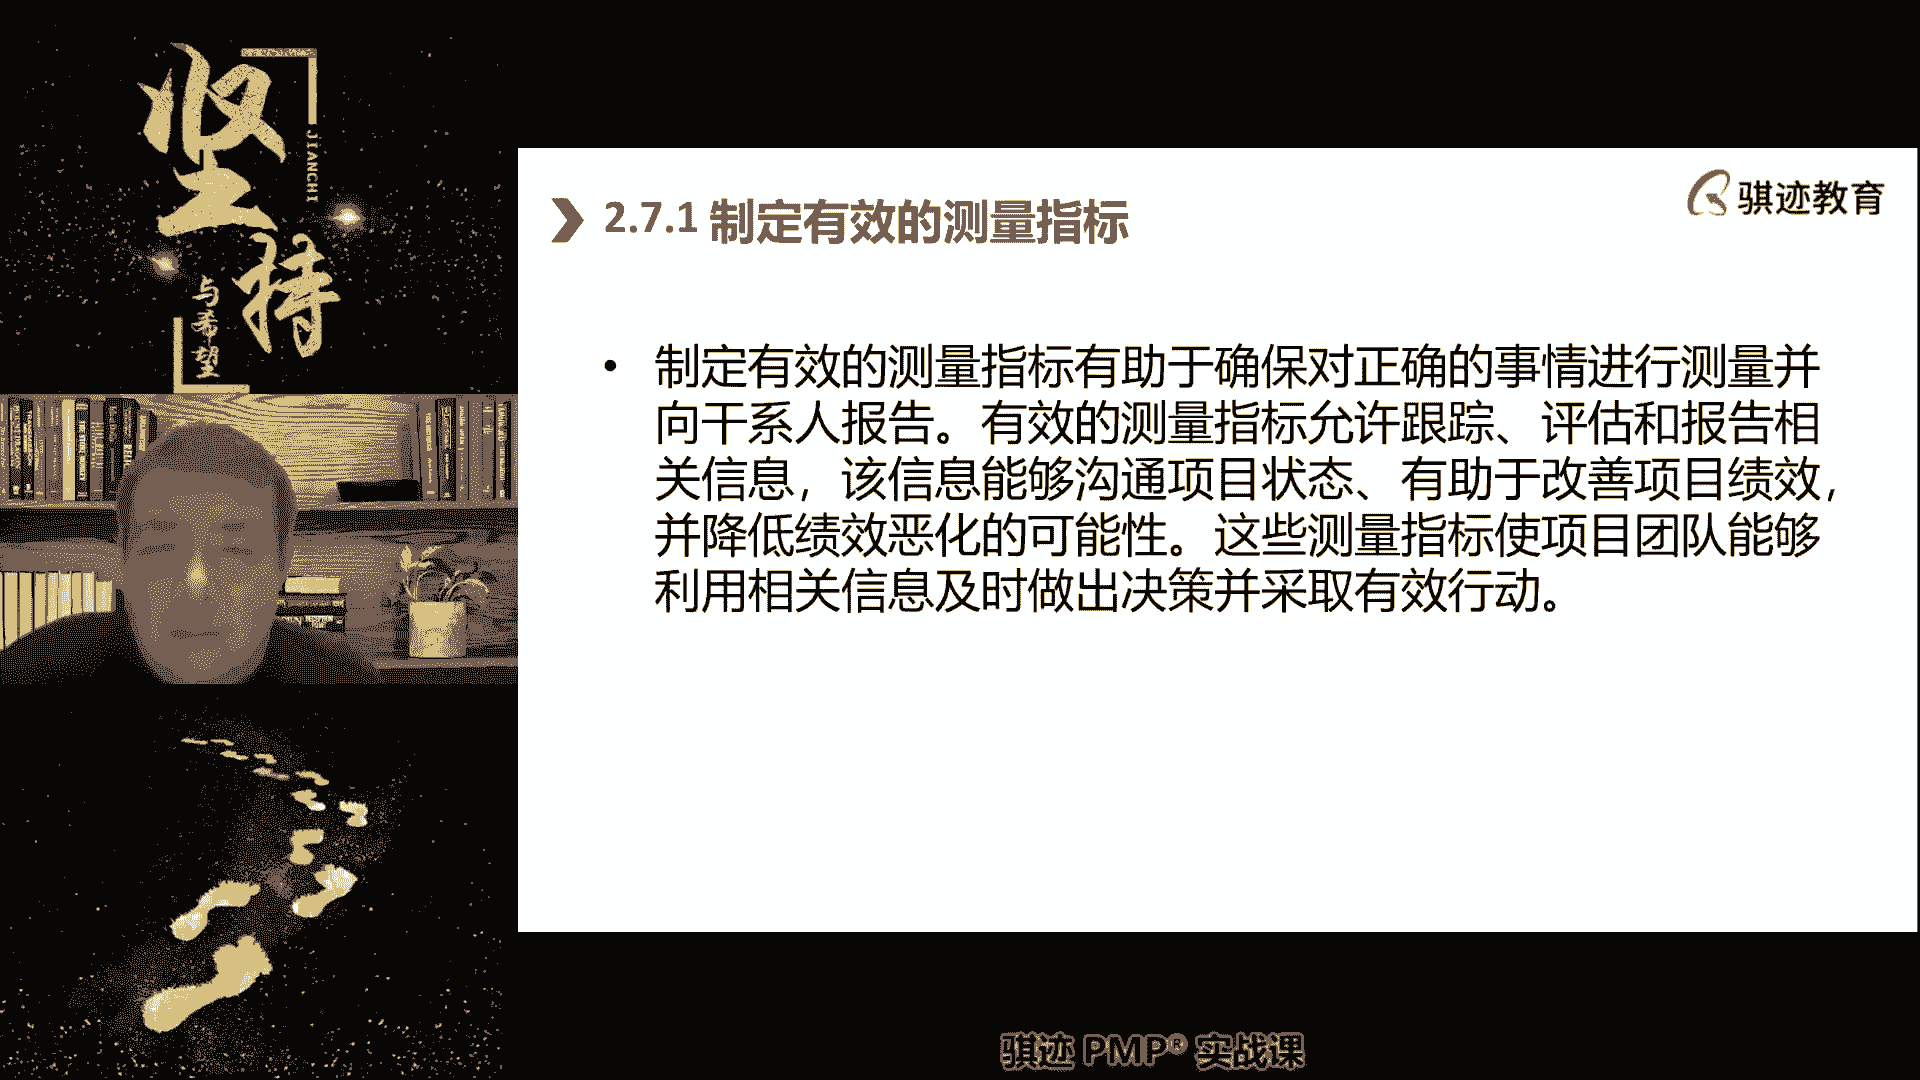 坚持
JIANCHI
与希望
骐迹教育
2.7.1 制定有效的测量指标
• 制定有效的测量指标有助于确保对正确的事情进行测量并
向干系人报告。有效的测量指标允许跟踪、评估和报告相
关信息，该信息能够沟通项目状态、有助于改善项目绩效，
并降低绩效恶化的可能性。这些测量指标使项目团队能够
利用相关信息及时做出决策并采取有效行动。
骐迹 PMP® 实战课